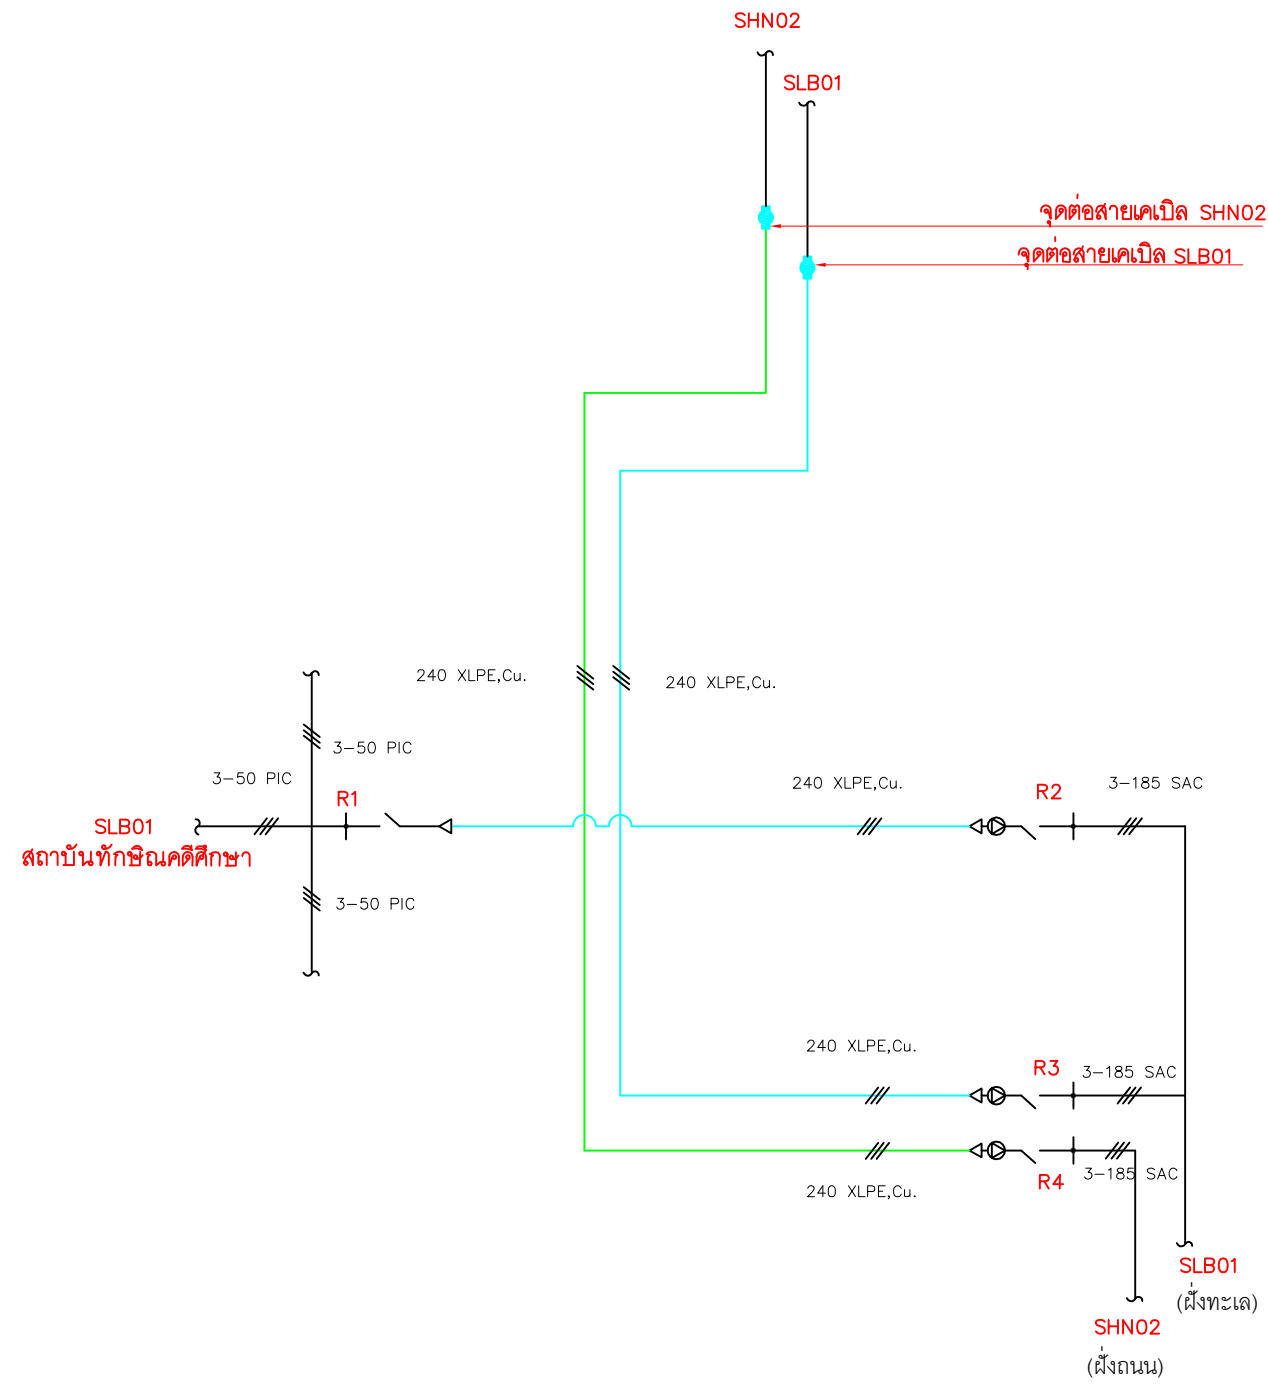 SHN02
SLB01
จุดต่อสายเคเบิล SHN02
จุดต่อสายเคเบิล SLB01
240 XLPE,Cu.
240 XLPE,Cu.
3-50 PIC
3-50 PIC
R1
SLB01
สถาบันทักษิณคดีศึกษา
3-50 PIC
240 XLPE,Cu.
R2
3-185 SAC
240 XLPE,Cu.
R3
3-185 SAC
R4
3-185 SAC
240 XLPE,Cu.
SLB01
(ฝั่งทะเล)
SHN02
(ฝั่งถนน)